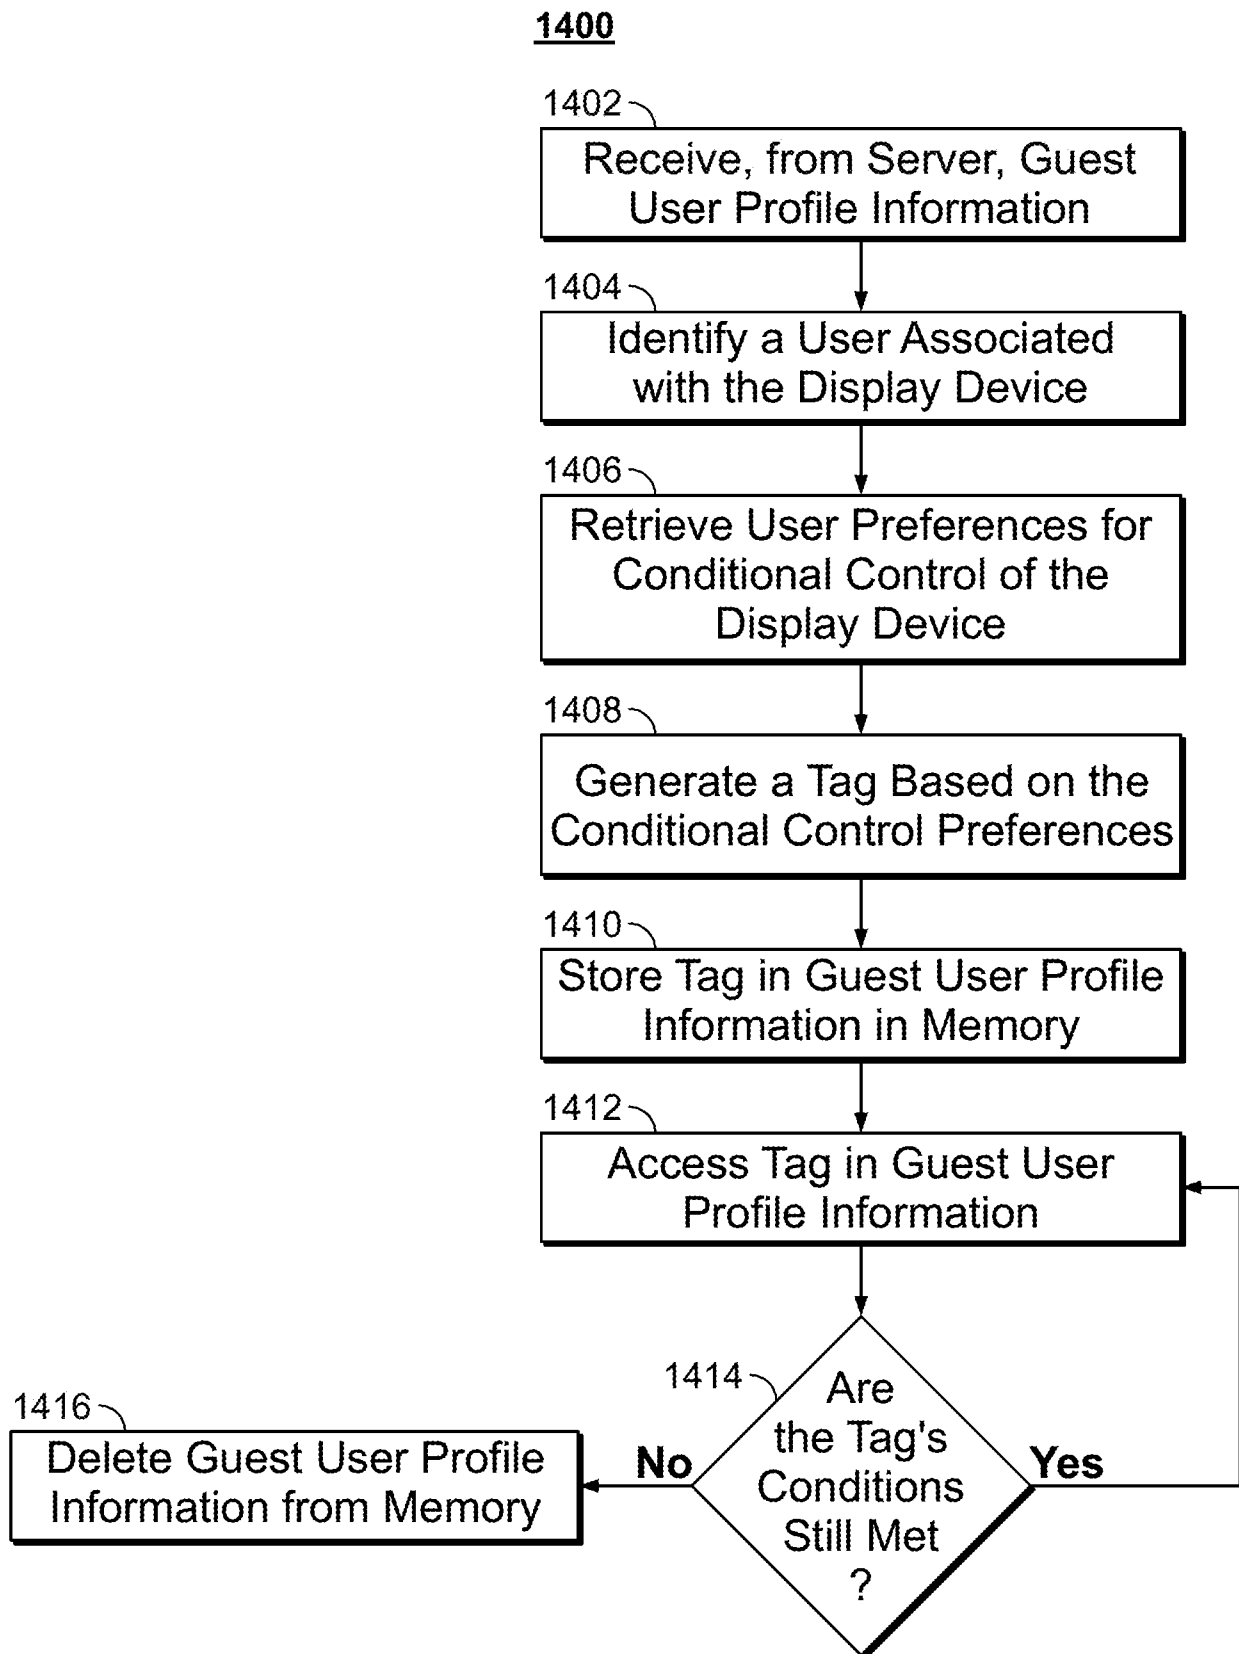 1400
1402
Receive, from Server, Guest
User Profile Information
1404
Identify a User Associated
with the Display Device
1406
Retrieve User Preferences for
Conditional Control of the
Display Device
1408
Generate a Tag Based on the
Conditional Control Preferences
1410
Store Tag in Guest User Profile
Information in Memory
1412
Access Tag in Guest User
Profile Information
1414
Are
the Tag's
Conditions
Still Met
?
No
Yes
1416
Delete Guest User Profile
Information from Memory